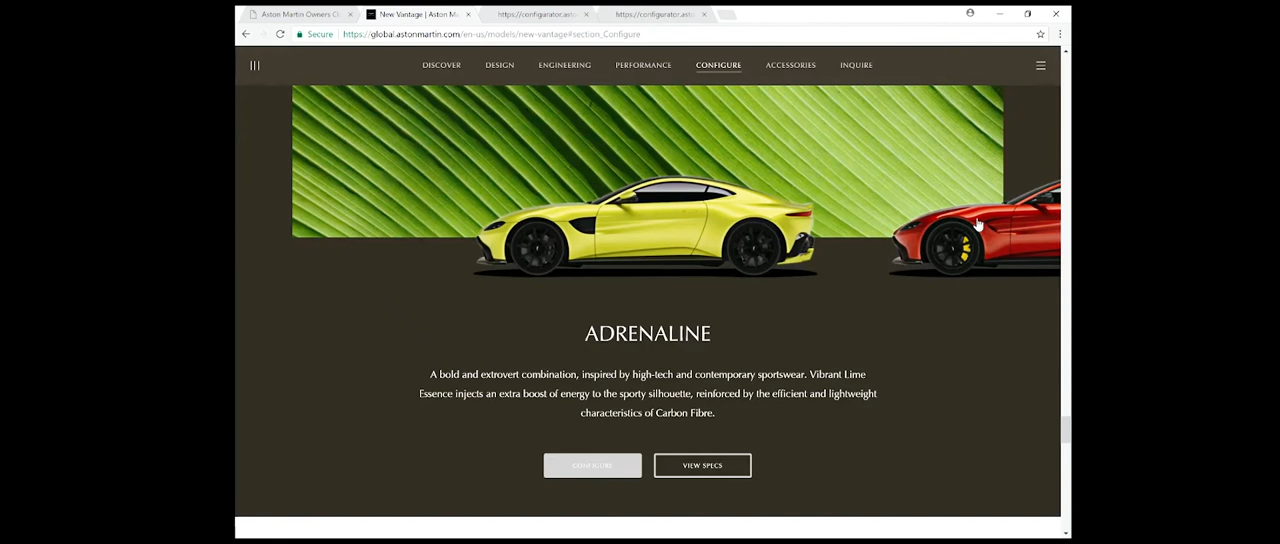 Aston Martin Owners Cl
New Vantage | Aston Ma
https://configurator.asto
https://configurator.asto
Secure
https://global.astonmartin.com/en-us/models/new-vantage#section_Configure
DISCOVER
DESIGN
ENGINEERING
PERFORMANCE
CONFIGURE
ACCESSORIES
INQUIRE
ADRENALINE
A bold and extrovert combination, inspired by high-tech and contemporary sportswear. Vibrant Lime
Essence injects an extra boost of energy to the sporty silhouette, reinforced by the efficient and lightweight
characteristics of Carbon Fibre.
CONFIGURE
VIEW SPECS